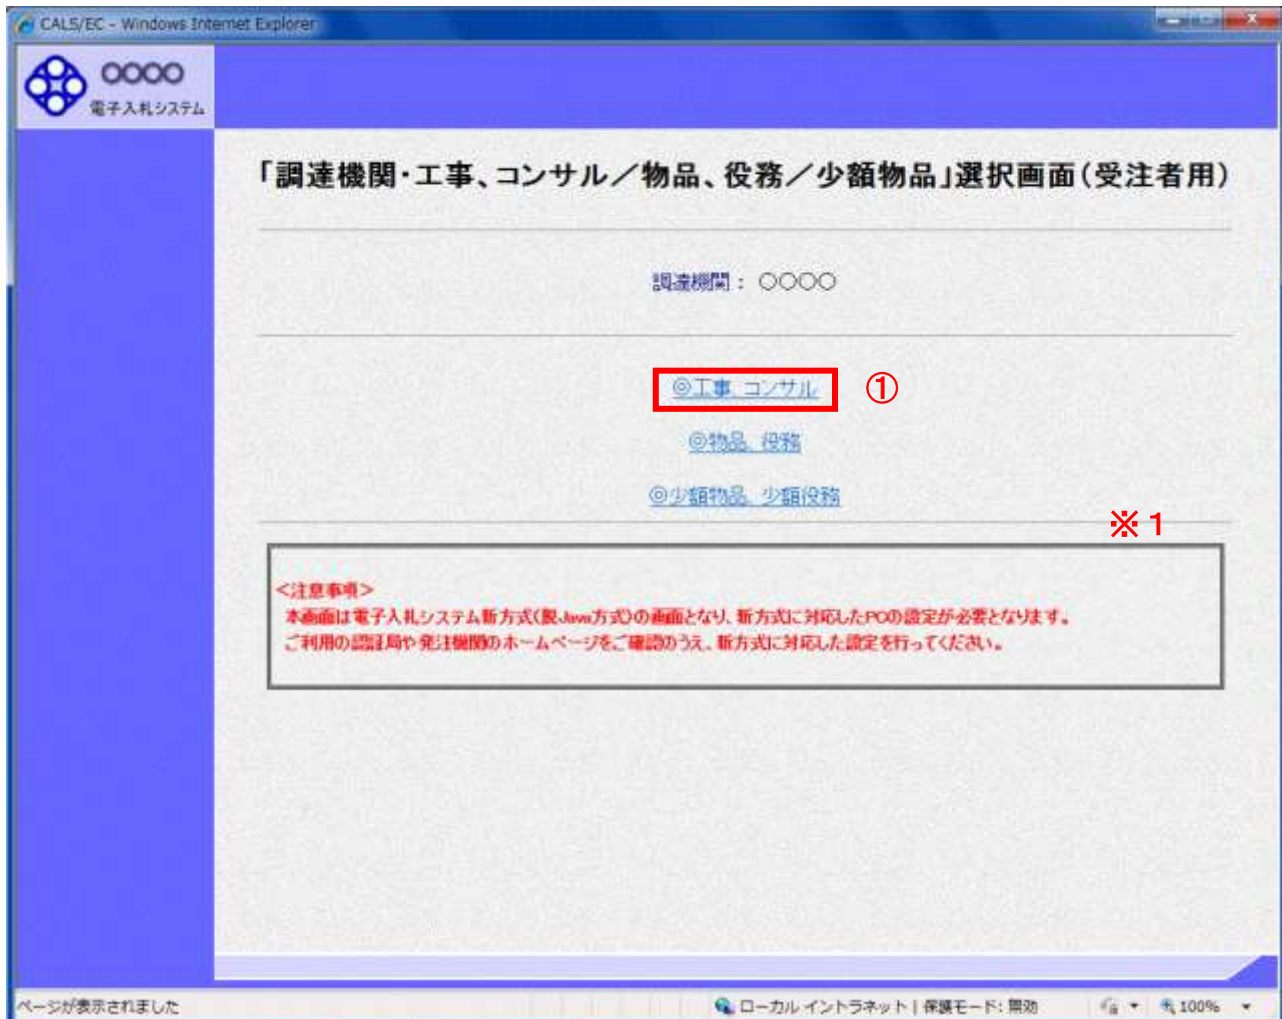 CALS/EC - Windows Internet Explorer
○○○○
電子入札システム
「調達機関・工事、コンサル／物品、役務／少額物品」選択画面(受注者用)
調達機関： ○○○○
◎工事、コンサル
①
◎物品、役務
◎少額物品、少額役務
※１
<注意事項>
本画面は電子入札システム新方式(脱Java方式)の画面となり、新方式に対応したPCの設定が必要となります。
ご利用の認証局や発注機関のホームページをご確認のうえ、新方式に対応した設定を行ってください。
ページが表示されました
ローカル イントラネット | 保護モード: 無効
100%